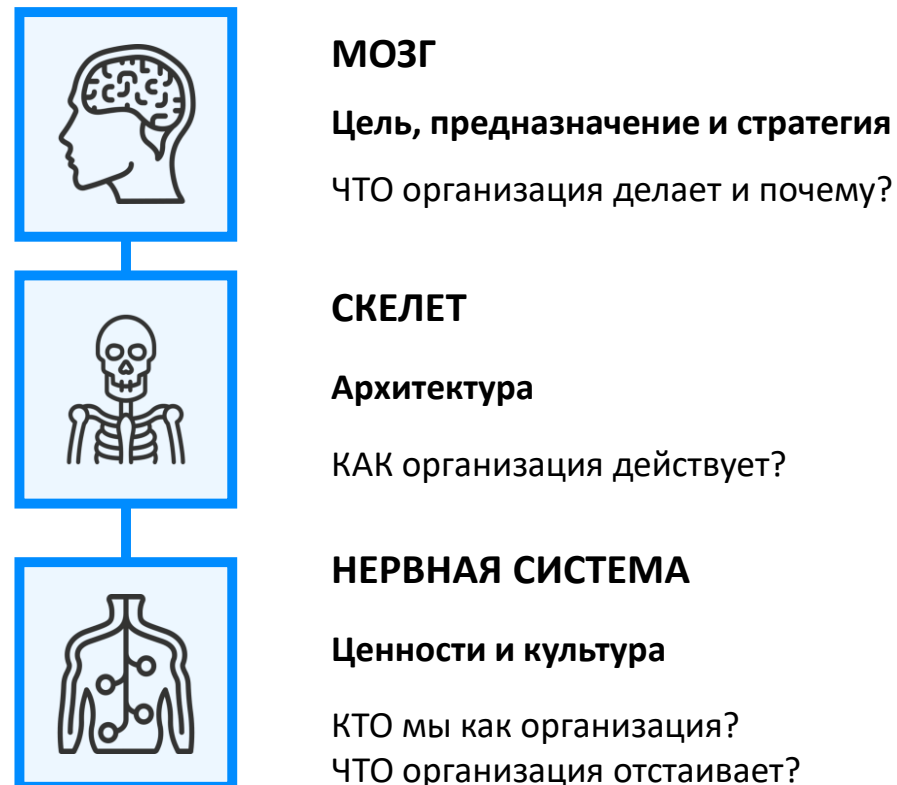 МОЗГ
Цель, предназначение и стратегия
ЧТО организация делает и почему?
СКЕЛЕТ
Архитектура
КАК организация действует?
НЕРВНАЯ СИСТЕМА
Ценности и культура
КТО мы как организация?
ЧТО организация отстаивает?